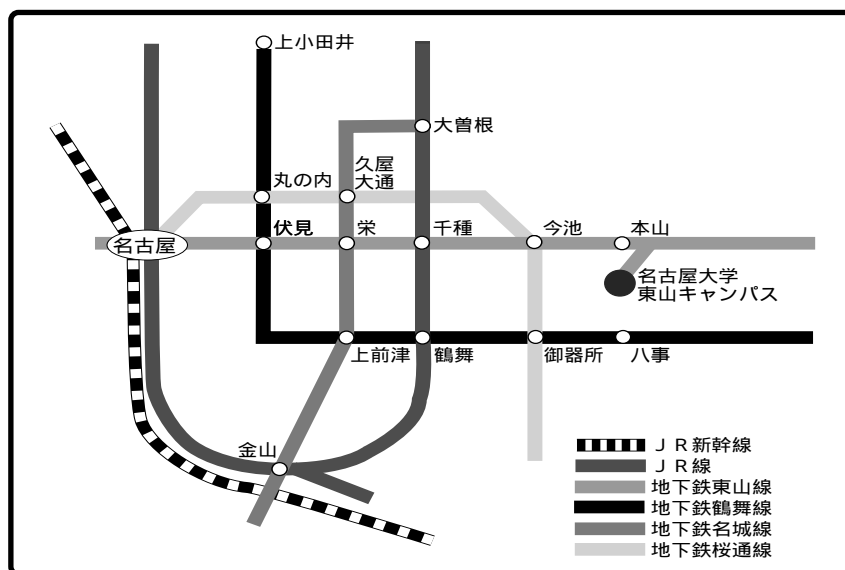 上小田井
大曽根
久屋
大通
丸の内
名古屋
伏見
栄
千種
今池
本山
名古屋大学
東山キャンパス
上前津
鶴舞
御器所
八事
金山
ＪＲ新幹線
ＪＲ線
地下鉄東山線
地下鉄鶴舞線
地下鉄名城線
地下鉄桜通線